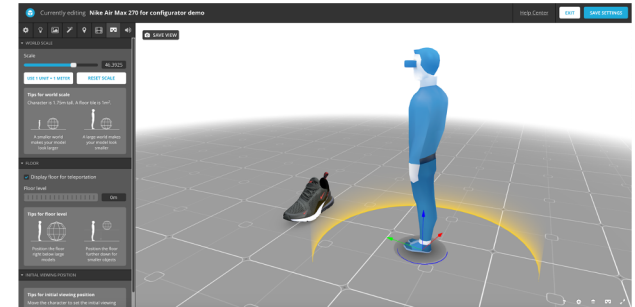 Currently editing Nike Air Max 270 for configurator demo
Help Center
EXIT
SAVE SETTINGS
SAVE VIEW
WORLD SCALE
Scale
46.3925
USE 1 UNIT = 1 METER
RESET SCALE
Tips for world scale
Character is 1.75m tall. A floor tile is 1m².
A smaller world
makes your model
look larger
A large world makes
your model look
smaller
FLOOR
Display floor for teleportation
Floor level
0m
Tips for floor level
Position the floor
right below large
models
Position the floor
further down for
smaller objects
INITIAL VIEWING POSITION
Tips for initial viewing position
Move the character to set the initial viewing